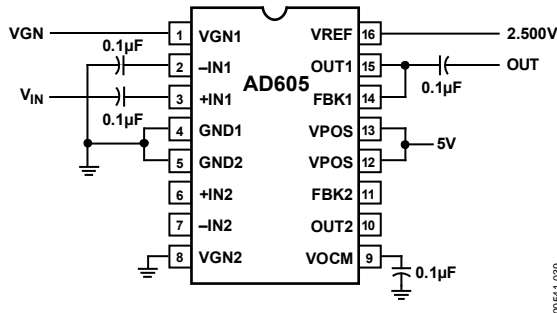 VGN
0.1µF
V_IN
0.1µF
1 VGN1
2 –IN1
3 +IN1
4 GND1
5 GND2
6 +IN2
7 –IN2
8 VGN2
AD605
VREF 16
OUT1 15
FBK1 14
VPOS 13
VPOS 12
FBK2 11
OUT2 10
VOCM 9
2.500V
OUT
0.1µF
5V
0.1µF